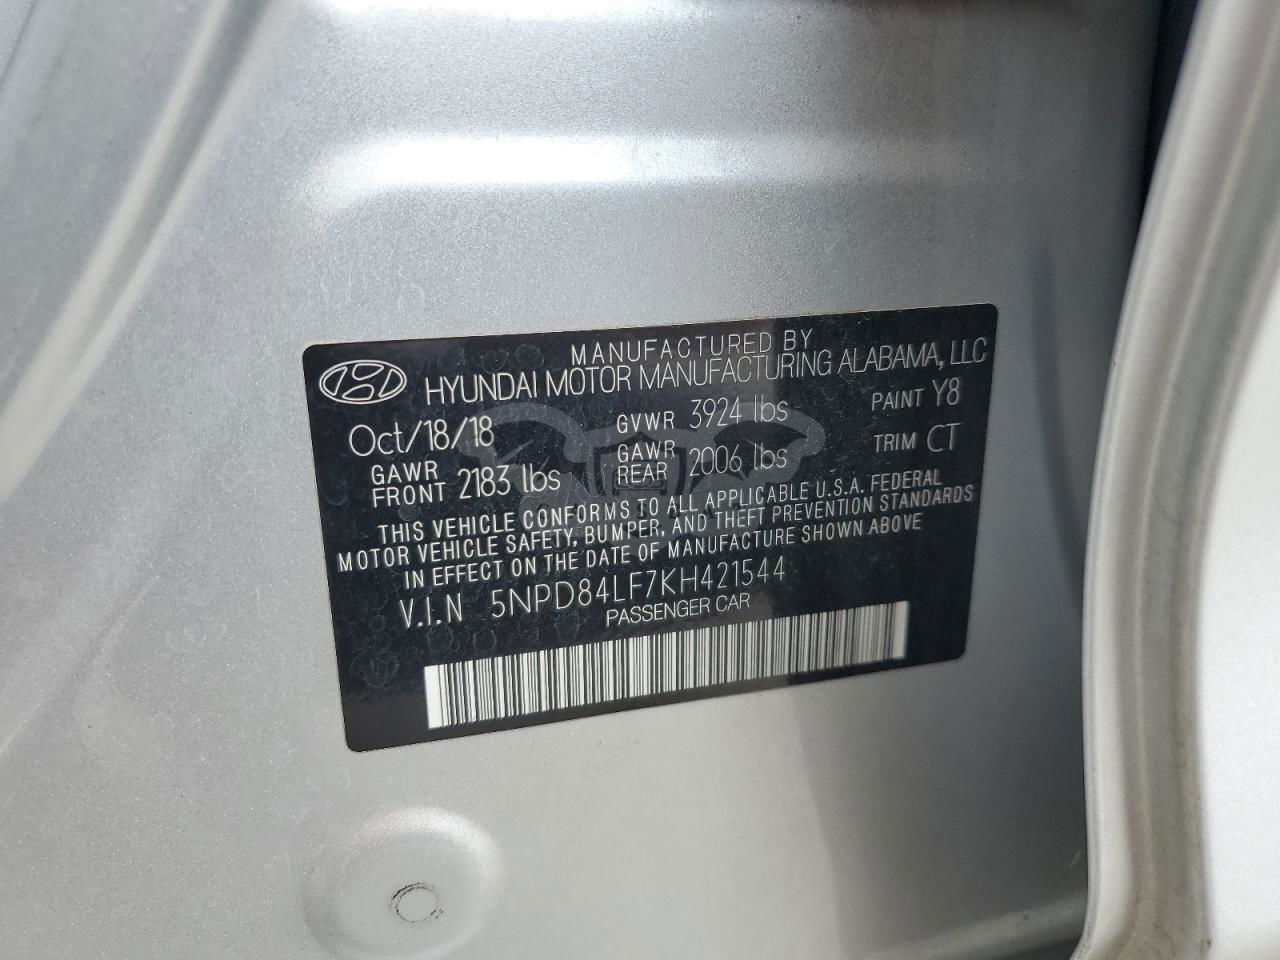 MANUFACTURED BY
HYUNDAI MOTOR MANUFACTURING ALABAMA, LLC
Oct/18/18 GVWR 3924 lbs PAINT Y8
GAWR FRONT 2183 lbs GAWR REAR 2006 lbs TRIM CT
THIS VEHICLE CONFORMS TO ALL APPLICABLE U.S.A. FEDERAL
MOTOR VEHICLE SAFETY, BUMPER, AND THEFT PREVENTION STANDARDS
IN EFFECT ON THE DATE OF MANUFACTURE SHOWN ABOVE
V.I.N 5NPD84LF7KH421544
PASSENGER CAR